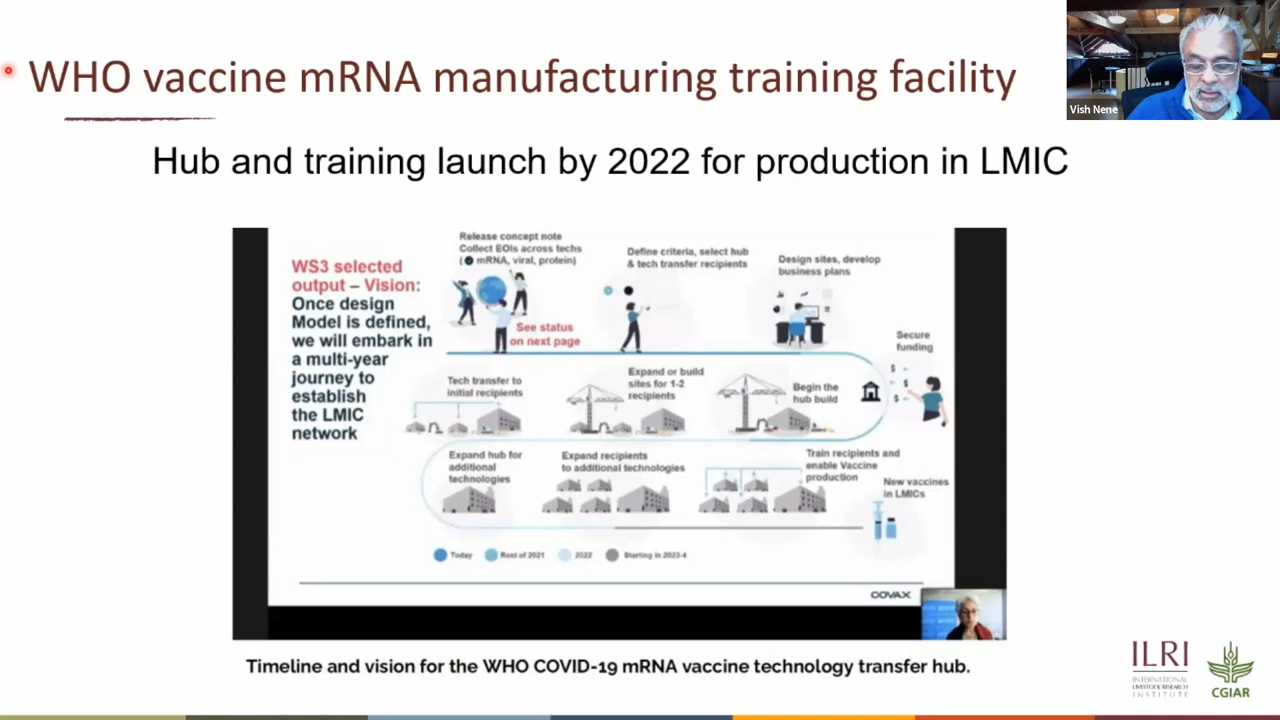 WHO vaccine mRNA manufacturing training facility
Vish Nene
Hub and training launch by 2022 for production in LMIC
WS3 selected
output – Vision:
Once design
Model is defined,
we will embark in
a multi-year
journey to
establish
the LMIC
network
Release concept note
Collect EOIs across techs
( mRNA, viral, protein)
See status
on next page
Define criteria, select hub
& tech transfer recipients
Design sites, develop
business plans
Secure
funding
Tech transfer to
initial recipients
Expand or build
sites for 1-2
recipients
Begin the
hub build
Expand hub for
additional
technologies
Expand recipients
to additional technologies
Train recipients and
enable Vaccine
production
New vaccines
in LMICs
Today
Rest of 2021
2022
Starting in 2023-4
COVAX
Timeline and vision for the WHO COVID-19 mRNA vaccine technology transfer hub.
ILRI
INTERNATIONAL
LIVESTOCK RESEARCH
INSTITUTE
CGIAR